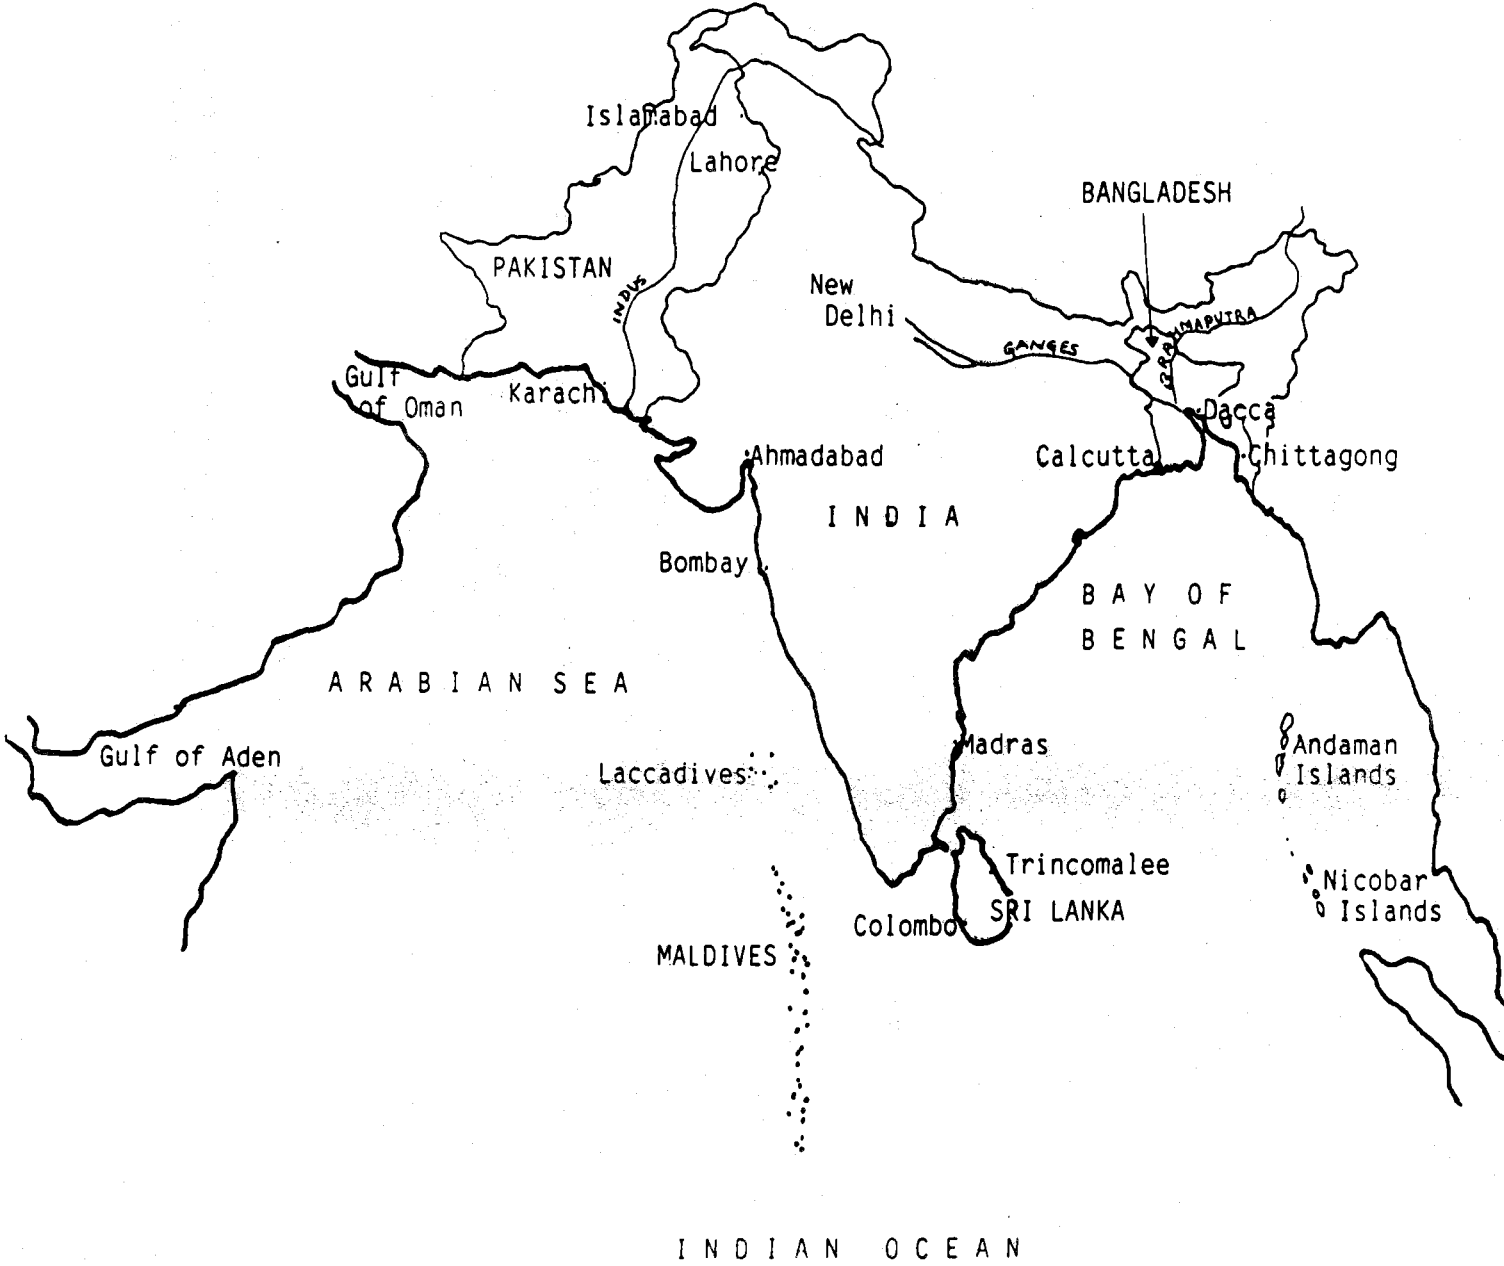 Islamabad
Lahore
BANGLADESH
PAKISTAN
INDUS
New
Delhi
BRAHMAPUTRA
GANGES
Gulf
of Oman
Karachi
Dacca
Ahmadabad
Calcutta
Chittagong
INDIA
Bombay
BAY OF
BENGAL
ARABIAN SEA
Gulf of Aden
Madras
Andaman
Islands
Laccadives
Trincomalee
Nicobar
Islands
SRI LANKA
Colombo
MALDIVES
INDIAN OCEAN